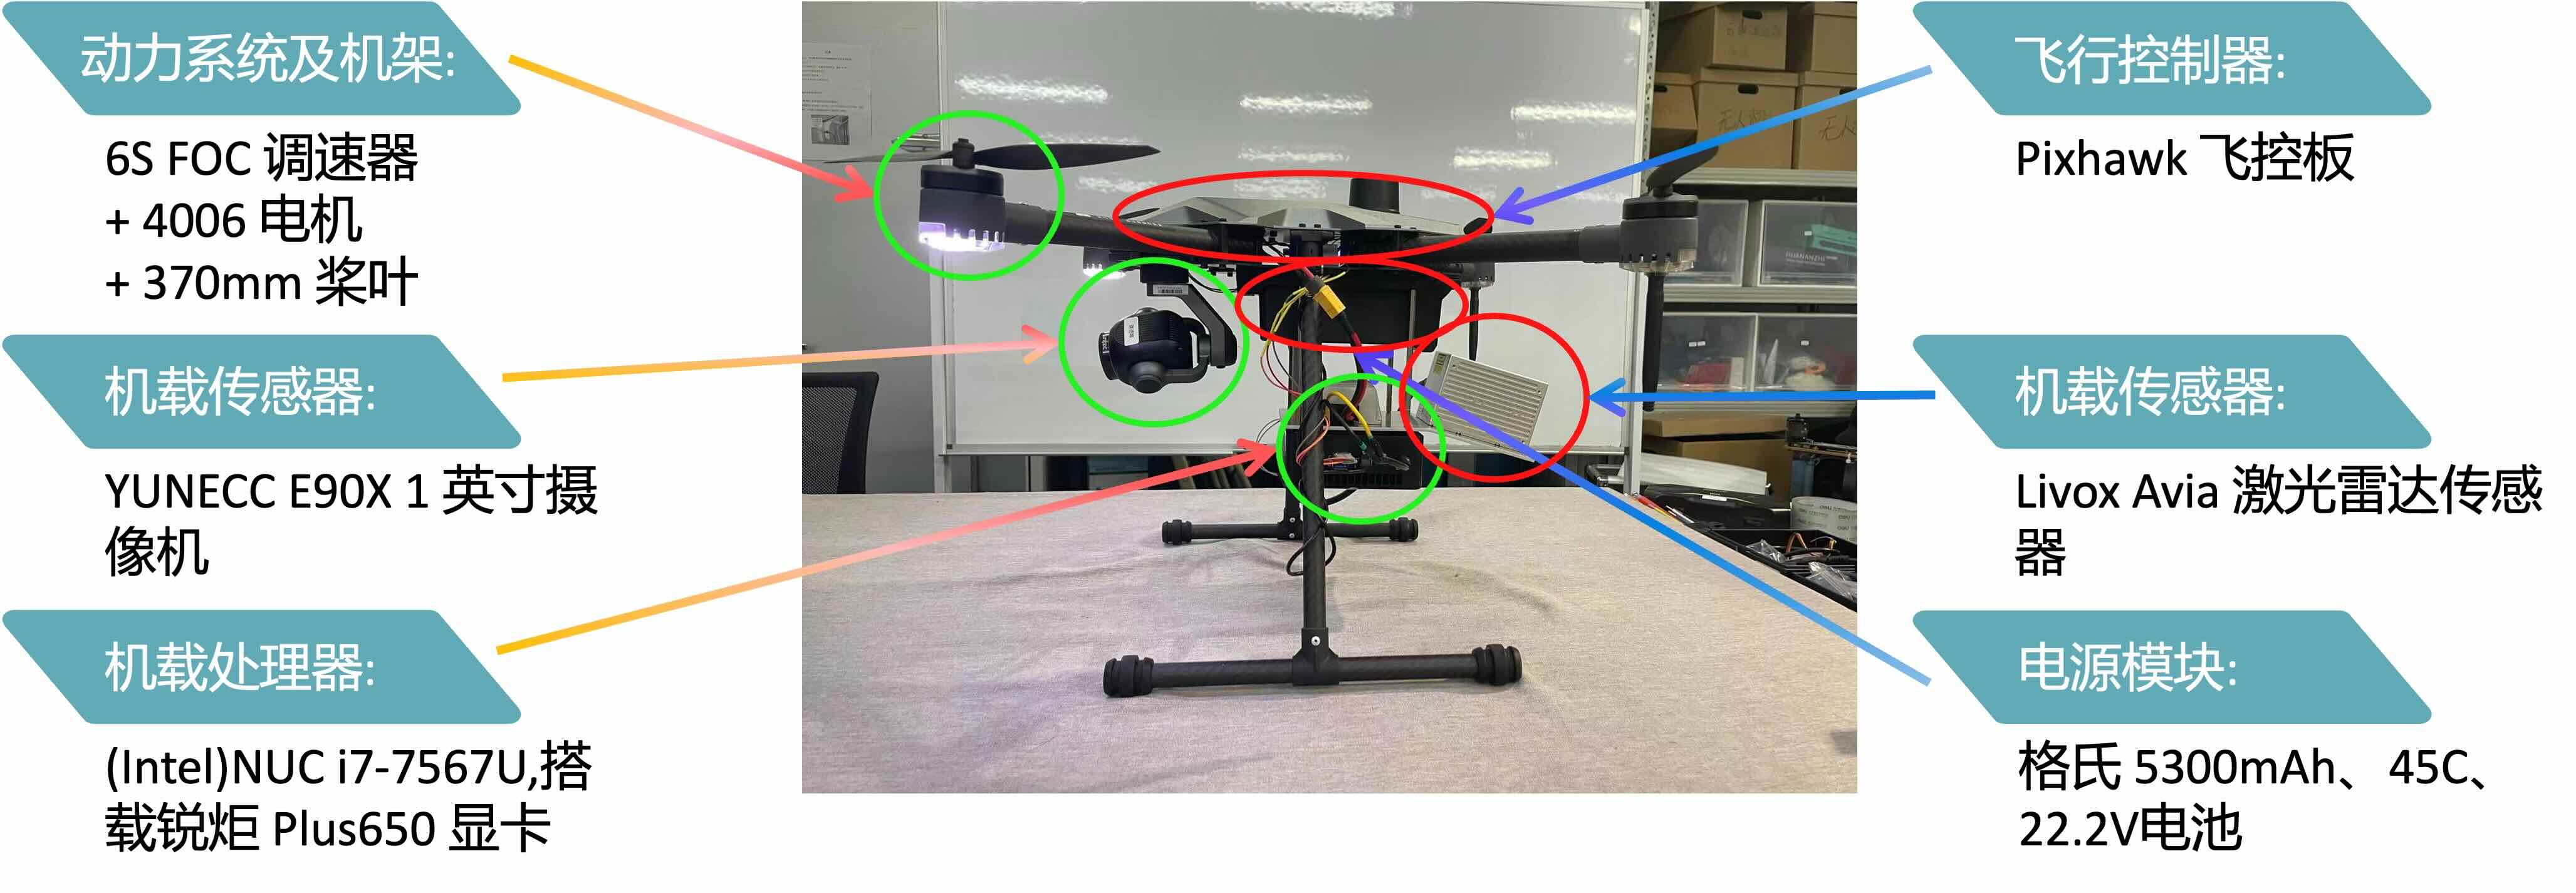 动力系统及机架:
6S FOC 调速器
+ 4006 电机
+ 370mm 桨叶
机载传感器:
YUNECC E90X 1 英寸摄
像机
机载处理器:
(Intel)NUC i7-7567U,搭
载锐炬 Plus650 显卡
飞行控制器:
Pixhawk 飞控板
机载传感器:
Livox Avia 激光雷达传感
器
电源模块:
格氏 5300mAh、45C、
22.2V电池
无人机
HUANANZHI